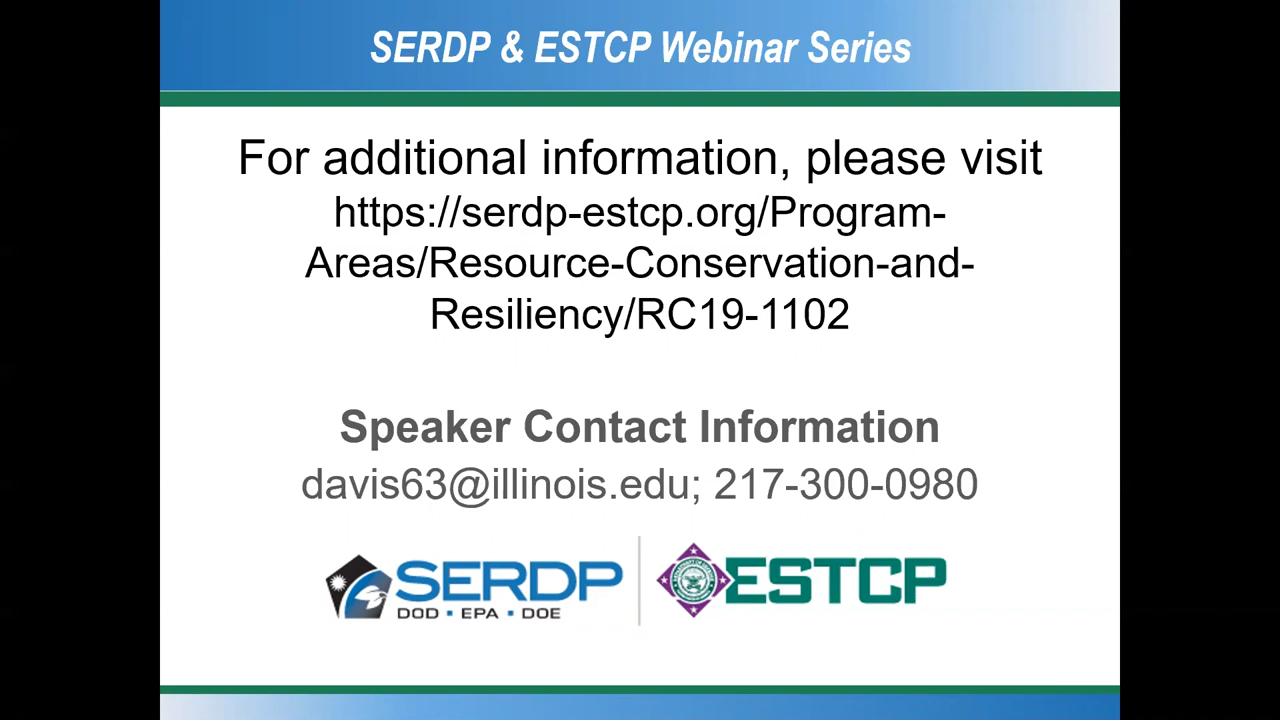 SERDP & ESTCP Webinar Series
For additional information, please visit
https://serdp-estcp.org/Program-
Areas/Resource-Conservation-and-
Resiliency/RC19-1102
Speaker Contact Information
davis63@illinois.edu; 217-300-0980
SERDP
DOD • EPA • DOE
ESTCP